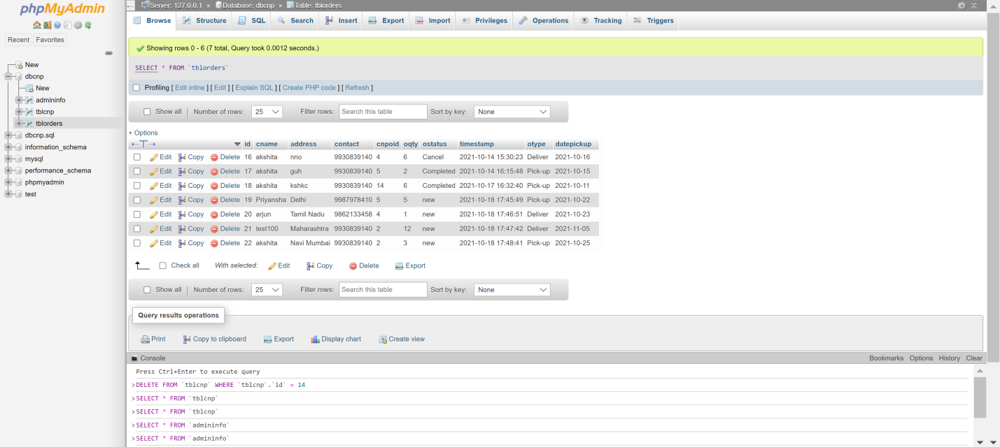 phpMyAdmin
Recent Favorites
New
dbcnp
New
admininfo
tblcnp
tblorders
dbcnp.sql
information_schema
mysql
performance_schema
phpmyadmin
test
← Server: 127.0.0.1 » Database: dbcnp » Table: tblorders
Browse Structure SQL Search Insert Export Import Privileges Operations Tracking Triggers
Showing rows 0 - 6 (7 total, Query took 0.0012 seconds.)
SELECT * FROM `tblorders`
Profiling [ Edit inline ] [ Edit ] [ Explain SQL ] [ Create PHP code ] [ Refresh ]
Show all | Number of rows: 25 Filter rows: Search this table Sort by key: None
+ Options
←T→ id cname address contact cnpoid oqty ostatus timestamp otype datepickup
Edit Copy Delete 16 akshita nno 9930839140 4 6 Cancel 2021-10-14 15:30:23 Deliver 2021-10-16
Edit Copy Delete 17 akshita guh 9930839140 5 2 Completed 2021-10-14 16:15:48 Pick-up 2021-10-15
Edit Copy Delete 18 akshita kshkc 9930839140 14 6 Completed 2021-10-17 16:32:40 Pick-up 2021-10-11
Edit Copy Delete 19 Priyansha Delhi 9987978410 5 5 new 2021-10-18 17:45:49 Pick-up 2021-10-22
Edit Copy Delete 20 arjun Tamil Nadu 9862133458 4 1 new 2021-10-18 17:46:51 Deliver 2021-10-23
Edit Copy Delete 21 test100 Maharashtra 9930839140 2 12 new 2021-10-18 17:47:42 Deliver 2021-11-05
Edit Copy Delete 22 akshita Navi Mumbai 9930839140 2 3 new 2021-10-18 17:48:41 Pick-up 2021-10-25
Check all With selected: Edit Copy Delete Export
Show all | Number of rows: 25 Filter rows: Search this table Sort by key: None
Query results operations
Print Copy to clipboard Export Display chart Create view
Console Bookmarks Options History Clear
Press Ctrl+Enter to execute query
>DELETE FROM `tblcnp` WHERE `tblcnp`.`id` = 14
>SELECT * FROM `tblcnp`
>SELECT * FROM `tblcnp`
>SELECT * FROM `admininfo`
>SELECT * FROM `admininfo`